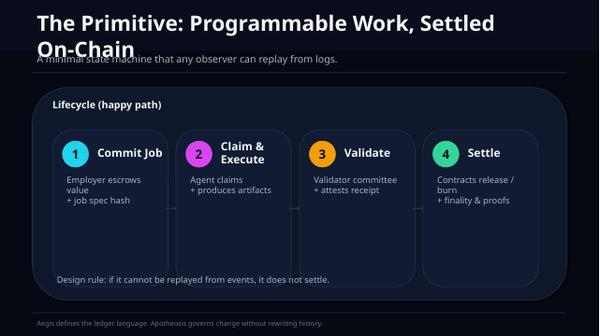 The Primitive: Programmable Work, Settled
On-Chain
A minimal state machine that any observer can replay from logs.
Lifecycle (happy path)
1
Commit Job
Employer escrows
value
+ job spec hash
2
Claim &
Execute
Agent claims
+ produces artifacts
3
Validate
Validator committee
+ attests receipt
4
Settle
Contracts release /
burn
+ finality & proofs
Design rule: if it cannot be replayed from events, it does not settle.
Aegis defines the ledger language. Apotheosis governs change without rewriting history.